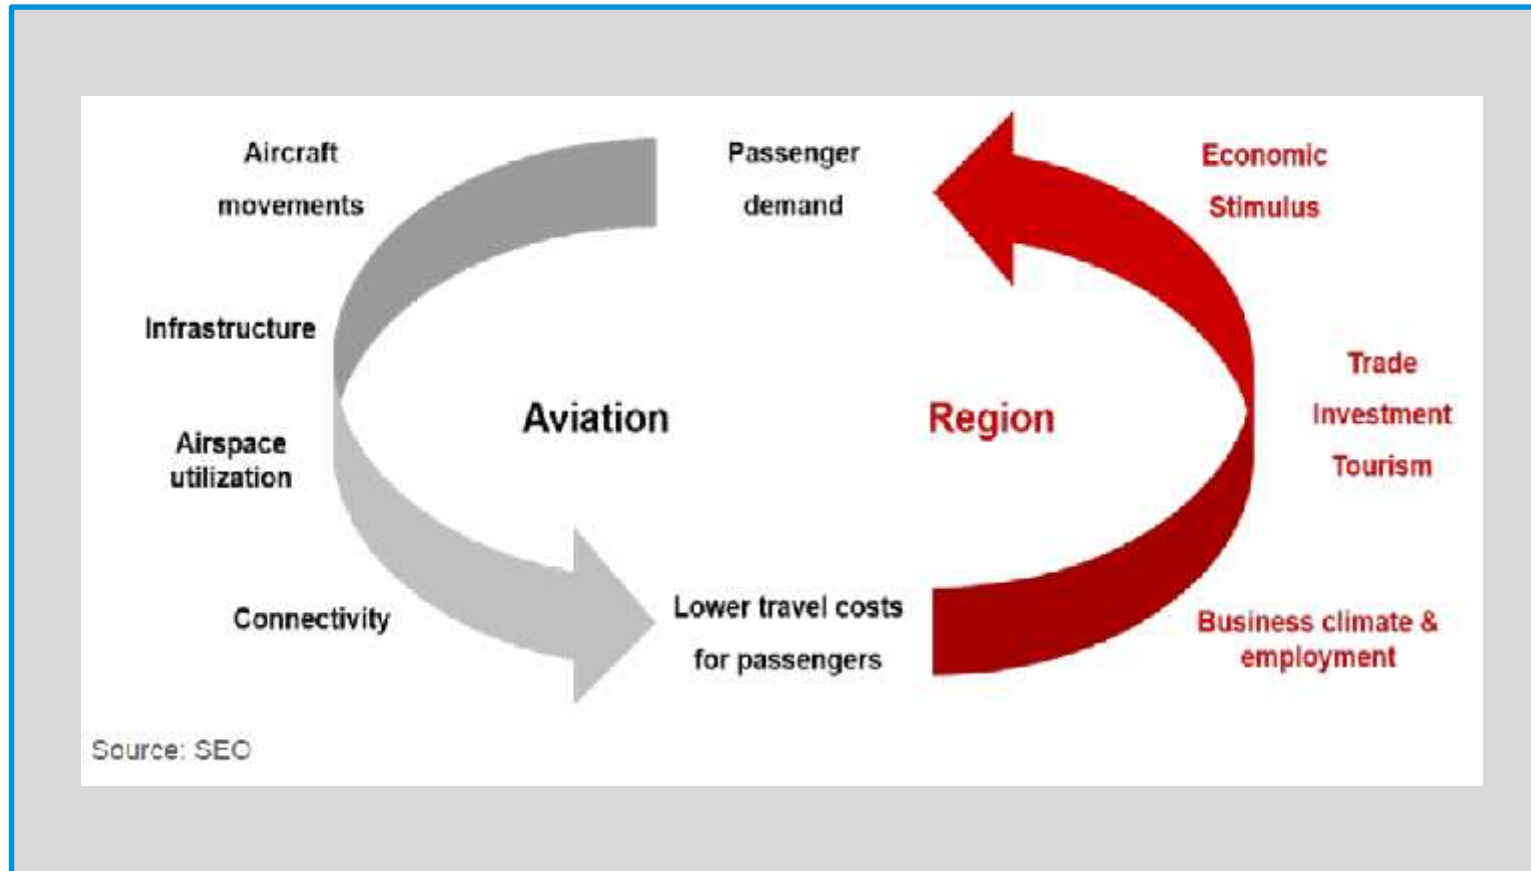 Aircraft
movements
Passenger
demand
Economic
Stimulus
Infrastructure
Trade
Investment
Tourism
Aviation
Region
Airspace
utilization
Connectivity
Lower travel costs
for passengers
Business climate &
employment
Source: SEO